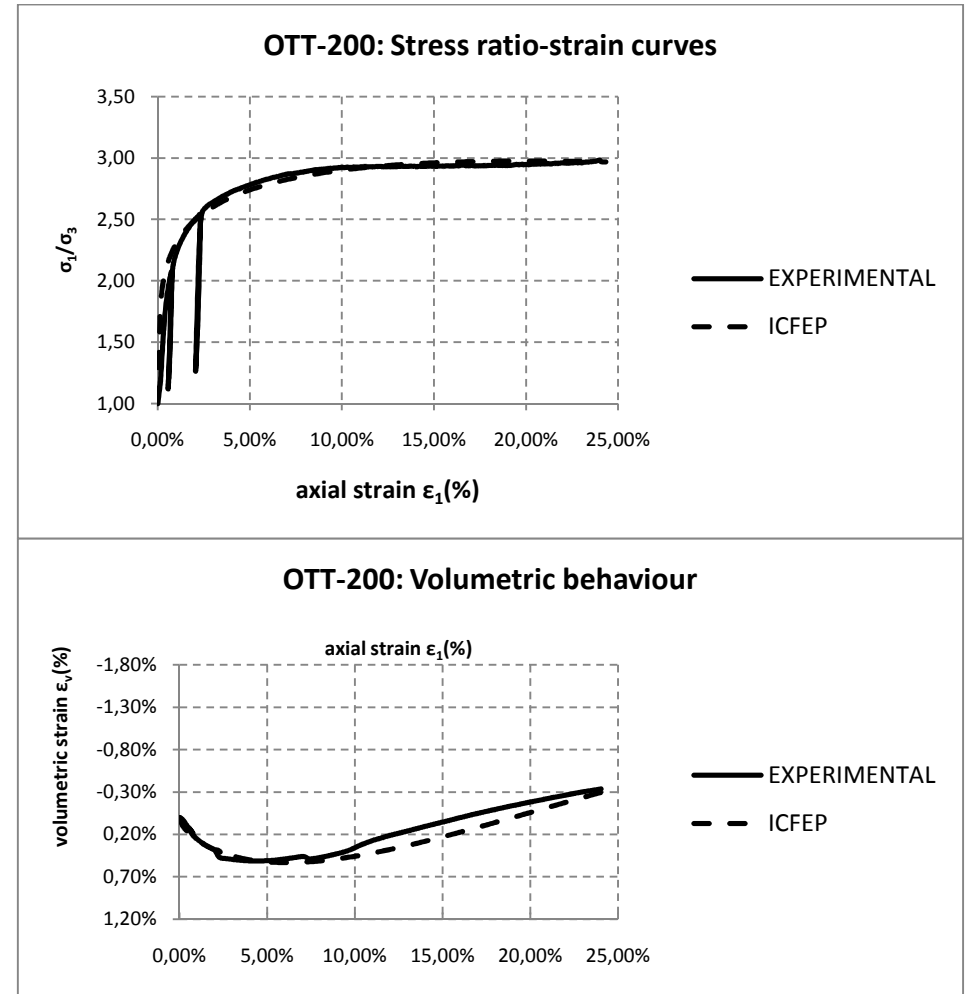 OTT-200: Stress ratio-strain curves
3,50
3,00
2,50
2,00
1,50
1,00
σ1/σ3
0,00% 5,00% 10,00% 15,00% 20,00% 25,00%
axial strain ε1(%)
EXPERIMENTAL
ICFEP
OTT-200: Volumetric behaviour
axial strain ε1(%)
volumetric strain εv(%)
-1,80%
-1,30%
-0,80%
-0,30%
0,20%
0,70%
1,20%
0,00% 5,00% 10,00% 15,00% 20,00% 25,00%
EXPERIMENTAL
ICFEP